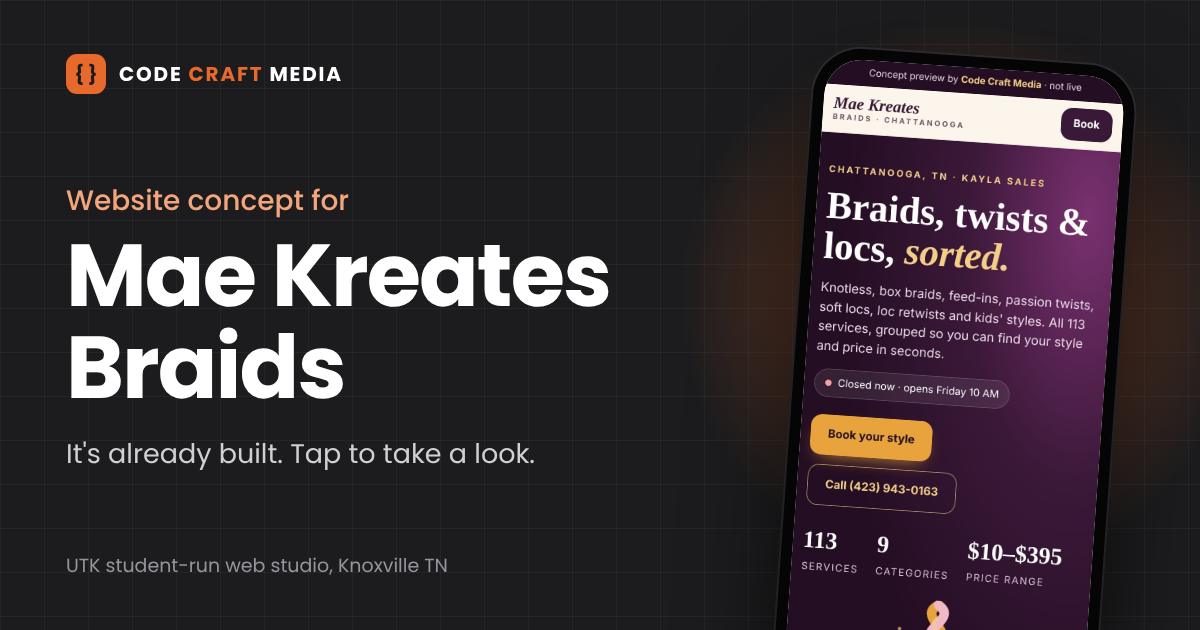 { } CODE CRAFT MEDIA
Website concept for
Mae Kreates
Braids
It's already built. Tap to take a look.
UTK student-run web studio, Knoxville TN
Concept preview by Code Craft Media · not live
Mae Kreates
BRAIDS · CHATTANOOGA
Book
CHATTANOOGA, TN · KAYLA SALES
Braids, twists &
locs, sorted.
Knotless, box braids, feed-ins, passion twists,
soft locs, loc retwists and kids' styles. All 113
services, grouped so you can find your style
and price in seconds.
Closed now · opens Friday 10 AM
Book your style
Call (423) 943-0163
113 9 $10–$395
SERVICES CATEGORIES PRICE RANGE